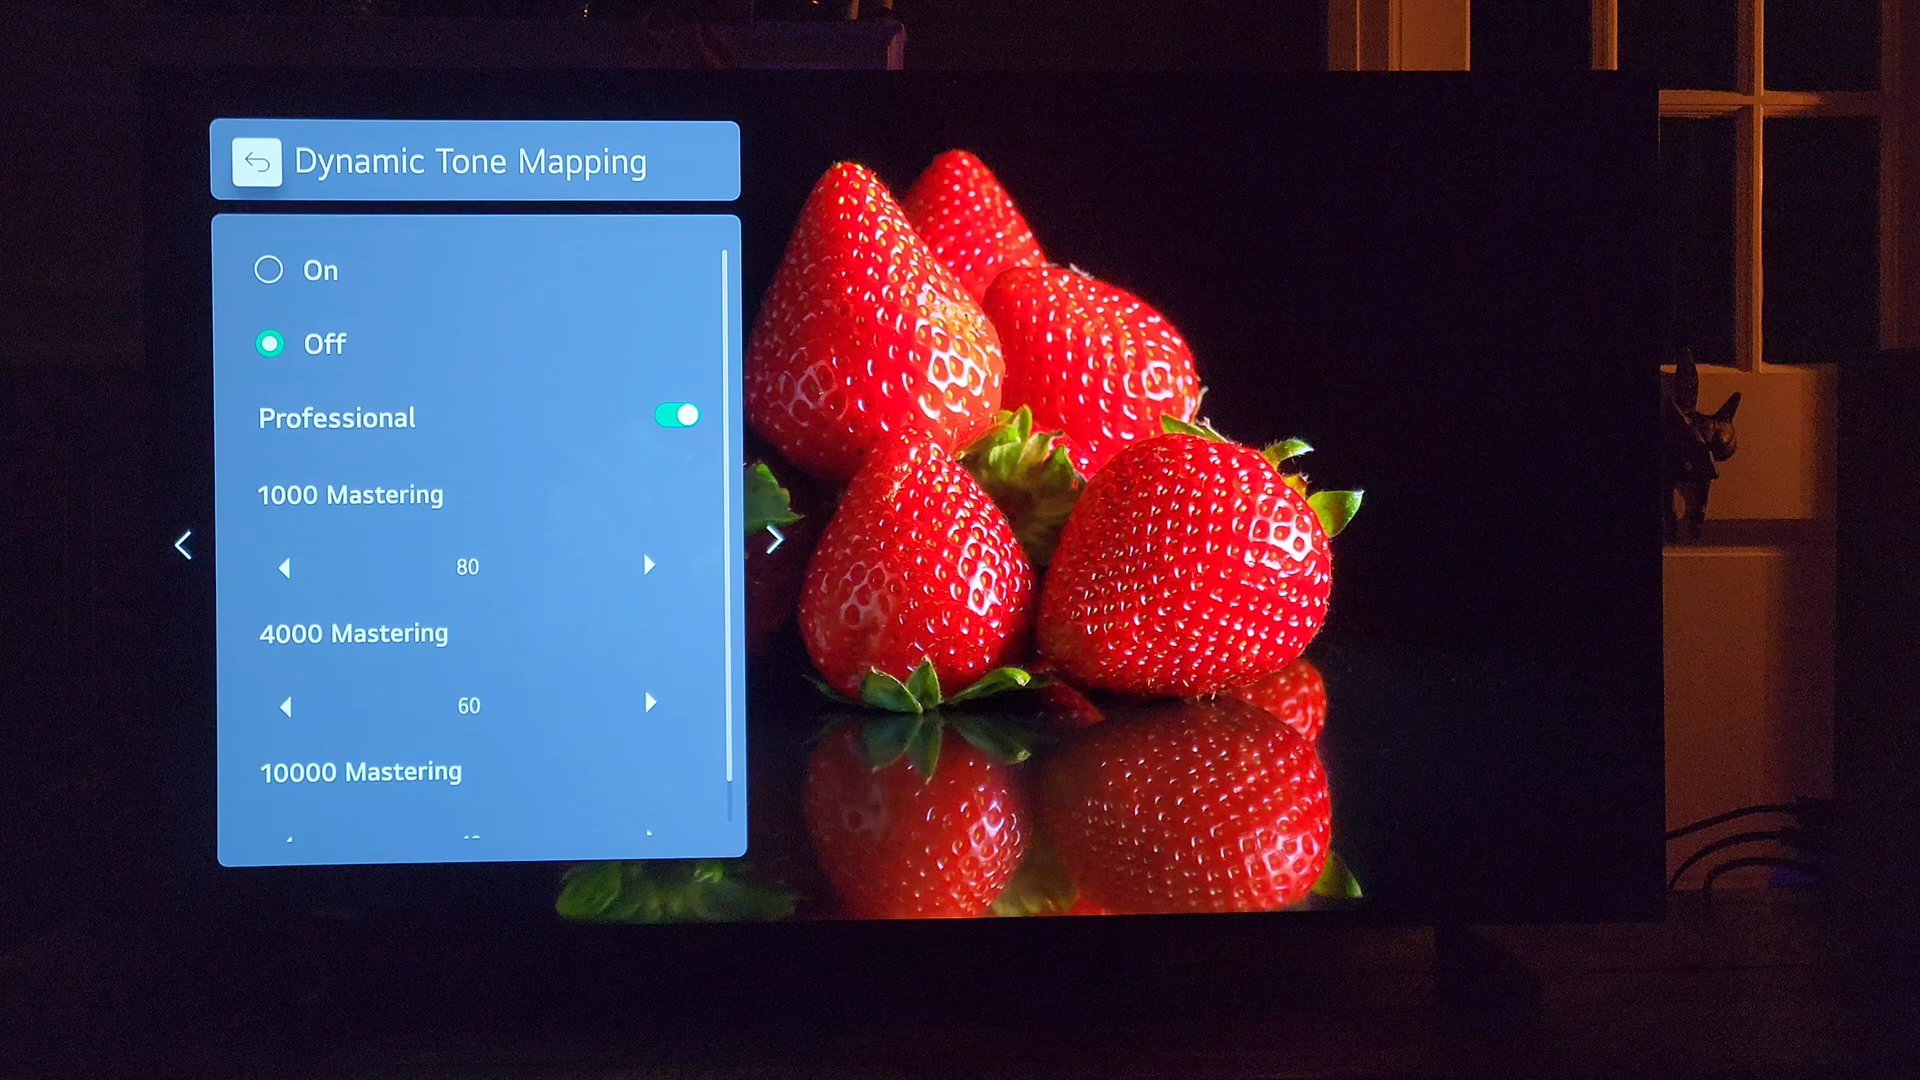 Dynamic Tone Mapping
On
Off
Professional
1000 Mastering
80
4000 Mastering
60
10000 Mastering